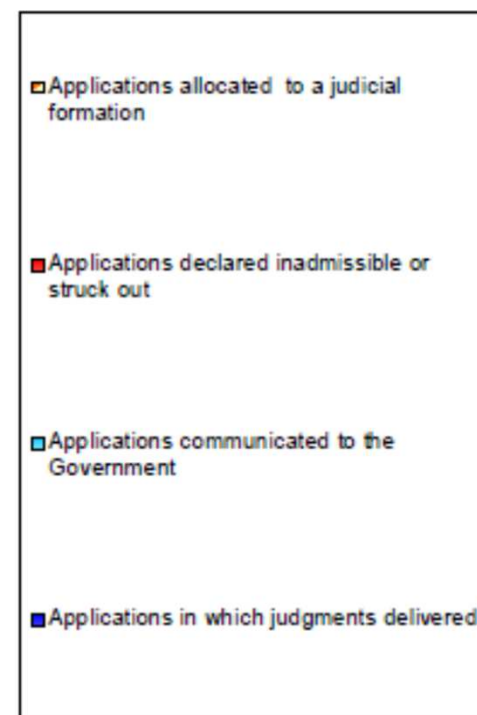 Applications allocated to a judicial
formation
Applications declared inadmissible or
struck out
Applications communicated to the
Government
Applications in which judgments delivered